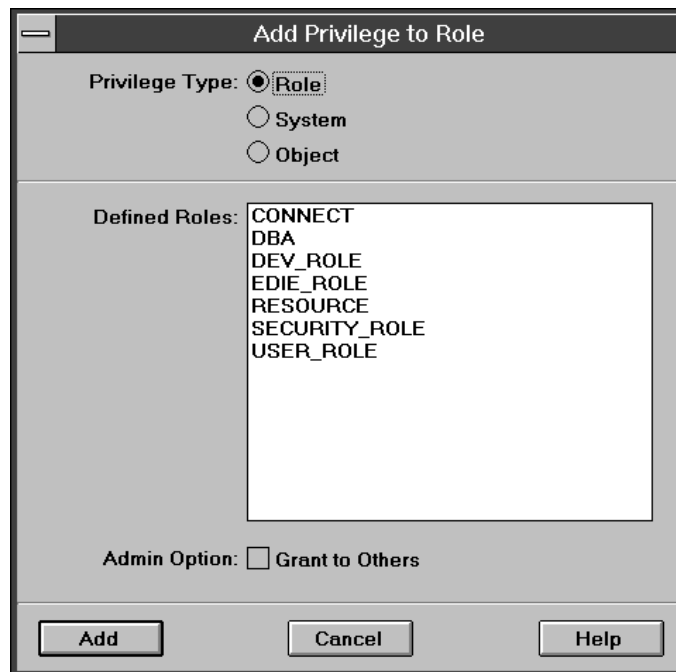 Add Privilege to Role
Privilege Type: Role
System
Object
Defined Roles: CONNECT
DBA
DEV_ROLE
EDIE_ROLE
RESOURCE
SECURITY_ROLE
USER_ROLE
Admin Option: Grant to Others
Add Cancel Help